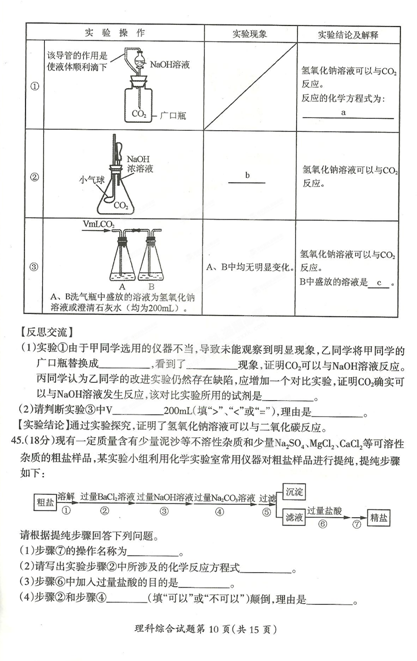 实 验 操 作 实验现象 实验结论及解释
① 该导管的作用是
使液体顺利滴下
NaOH溶液
CO₂
广口瓶
氢氧化钠溶液可以与CO₂
反应。
反应的化学方程式为:
a
② 小气球
NaOH
浓溶液
CO₂
b
氢氧化钠溶液可以与CO₂
反应。
③ VmLCO₂
A B
A、B洗气瓶中盛放的溶液为氢氧化钠
溶液或澄清石灰水(均为200mL)。
A、B中均无明显变化。
氢氧化钠溶液可以与CO₂
反应。
B中盛放的溶液是 c 。
【反思交流】
(1)实验①由于甲同学选用的仪器不当,导致未能观察到明显现象,乙同学将甲同学的
广口瓶替换成________,看到了________现象,证明CO₂可以与NaOH溶液反应。
丙同学认为乙同学的改进实验仍然存在缺陷,应增加一个对比实验,证明CO₂确实可
以与NaOH溶液发生反应,该对比实验所用的试剂是________。
(2)请判断实验③中V________200mL(填“>”、“<”或“=”),理由是________。
【实验结论】通过实验探究,证明了氢氧化钠溶液可以与二氧化碳反应。
45.(18分)现有一定质量含有少量泥沙等不溶性杂质和少量Na₂SO₄、MgCl₂、CaCl₂等可溶性
杂质的粗盐样品,某实验小组利用化学实验室常用仪器对粗盐样品进行提纯,提纯步骤
如下:
粗盐 溶解 ① 过量BaCl₂溶液 ② 过量NaOH溶液 ③ 过量Na₂CO₃溶液 ④ 过滤 ⑤ 沉淀
滤液 过量盐酸 ⑥ ⑦ 精盐
请根据提纯步骤回答下列问题。
(1)步骤⑦的操作名称为________。
(2)请写出实验步骤②中所涉及的化学反应方程式________。
(3)步骤⑥中加入过量盐酸的目的是________。
(4)步骤②和步骤④________(填“可以”或“不可以”)颠倒,理由是________。
理科综合试题第 10 页(共 15 页)